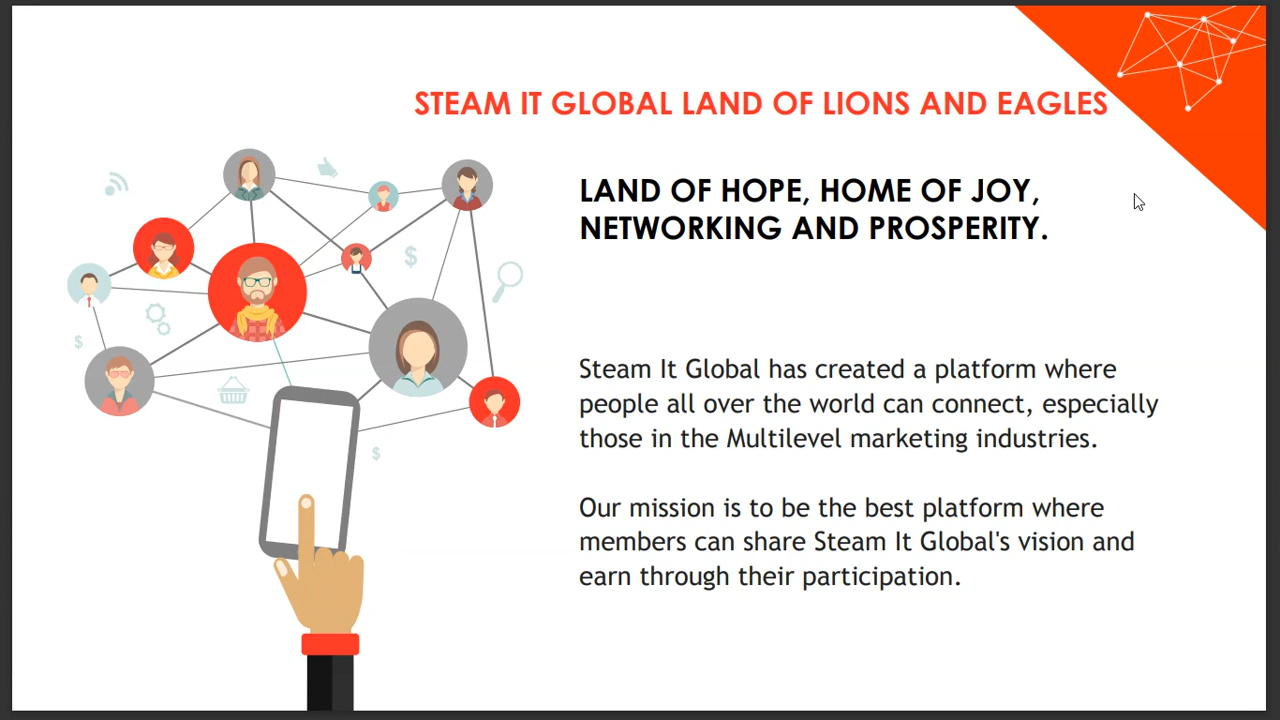 STEAM IT GLOBAL LAND OF LIONS AND EAGLES
LAND OF HOPE, HOME OF JOY,
NETWORKING AND PROSPERITY.
$
$
$
Steam It Global has created a platform where
people all over the world can connect, especially
those in the Multilevel marketing industries.
Our mission is to be the best platform where
members can share Steam It Global's vision and
earn through their participation.